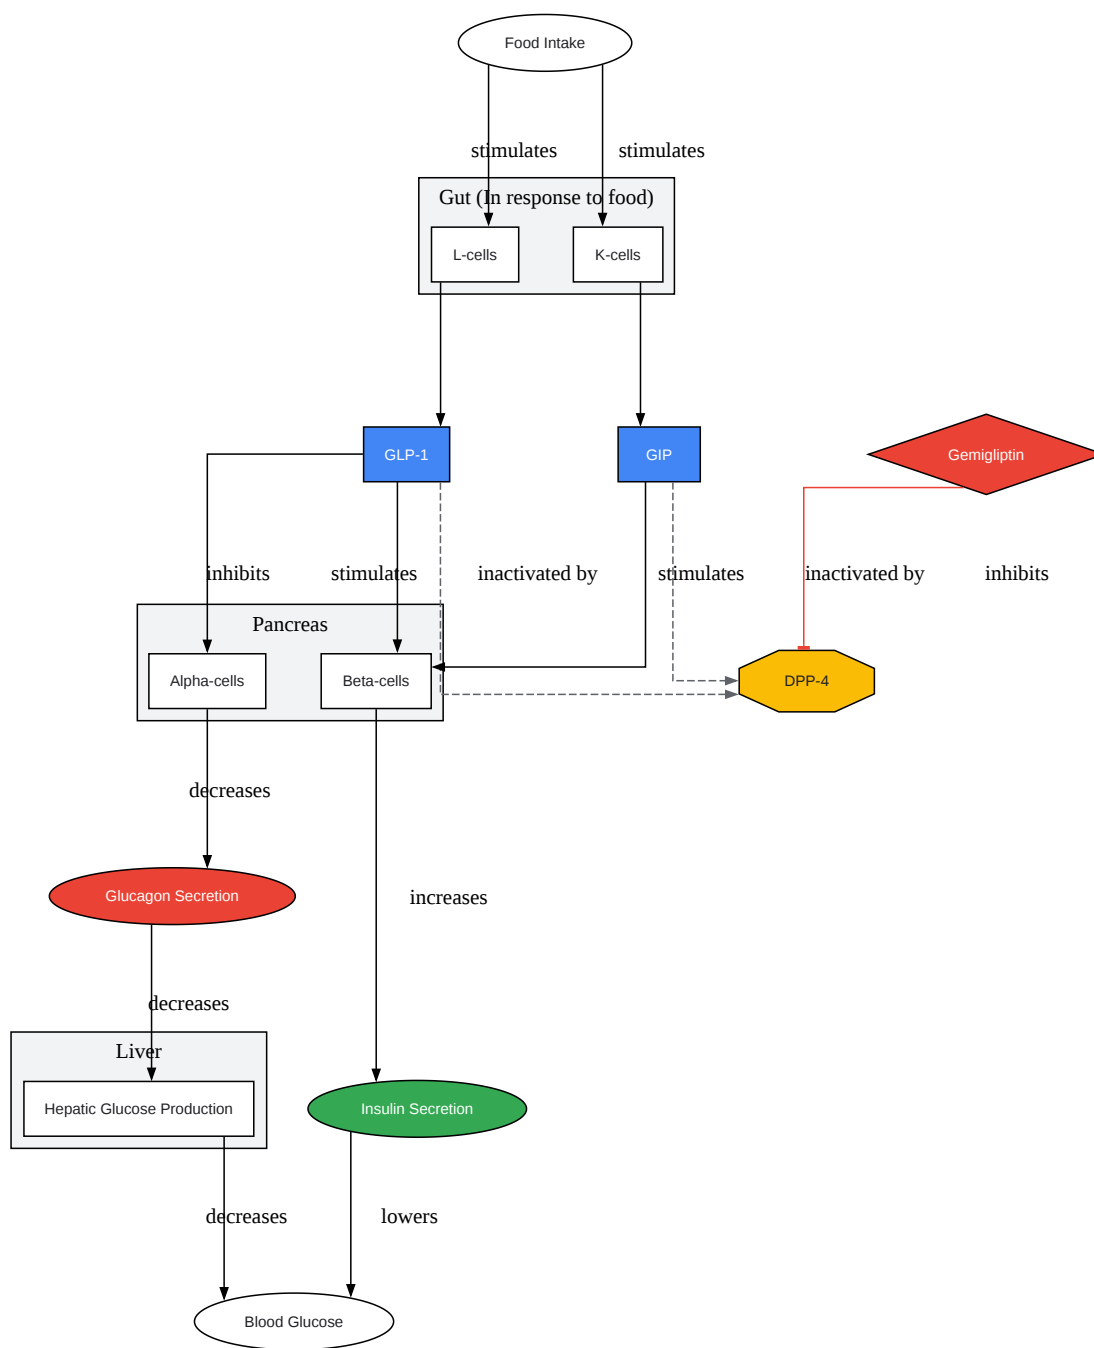 Food Intake
stimulates
stimulates
Gut (In response to food)
L-cells
K-cells
GLP-1
GIP
Gemigliptin
inhibits
stimulates
inactivated by
stimulates
inactivated by
inhibits
Pancreas
Alpha-cells
Beta-cells
DPP-4
decreases
Glucagon Secretion
increases
decreases
Liver
Hepatic Glucose Production
Insulin Secretion
decreases
lowers
Blood Glucose